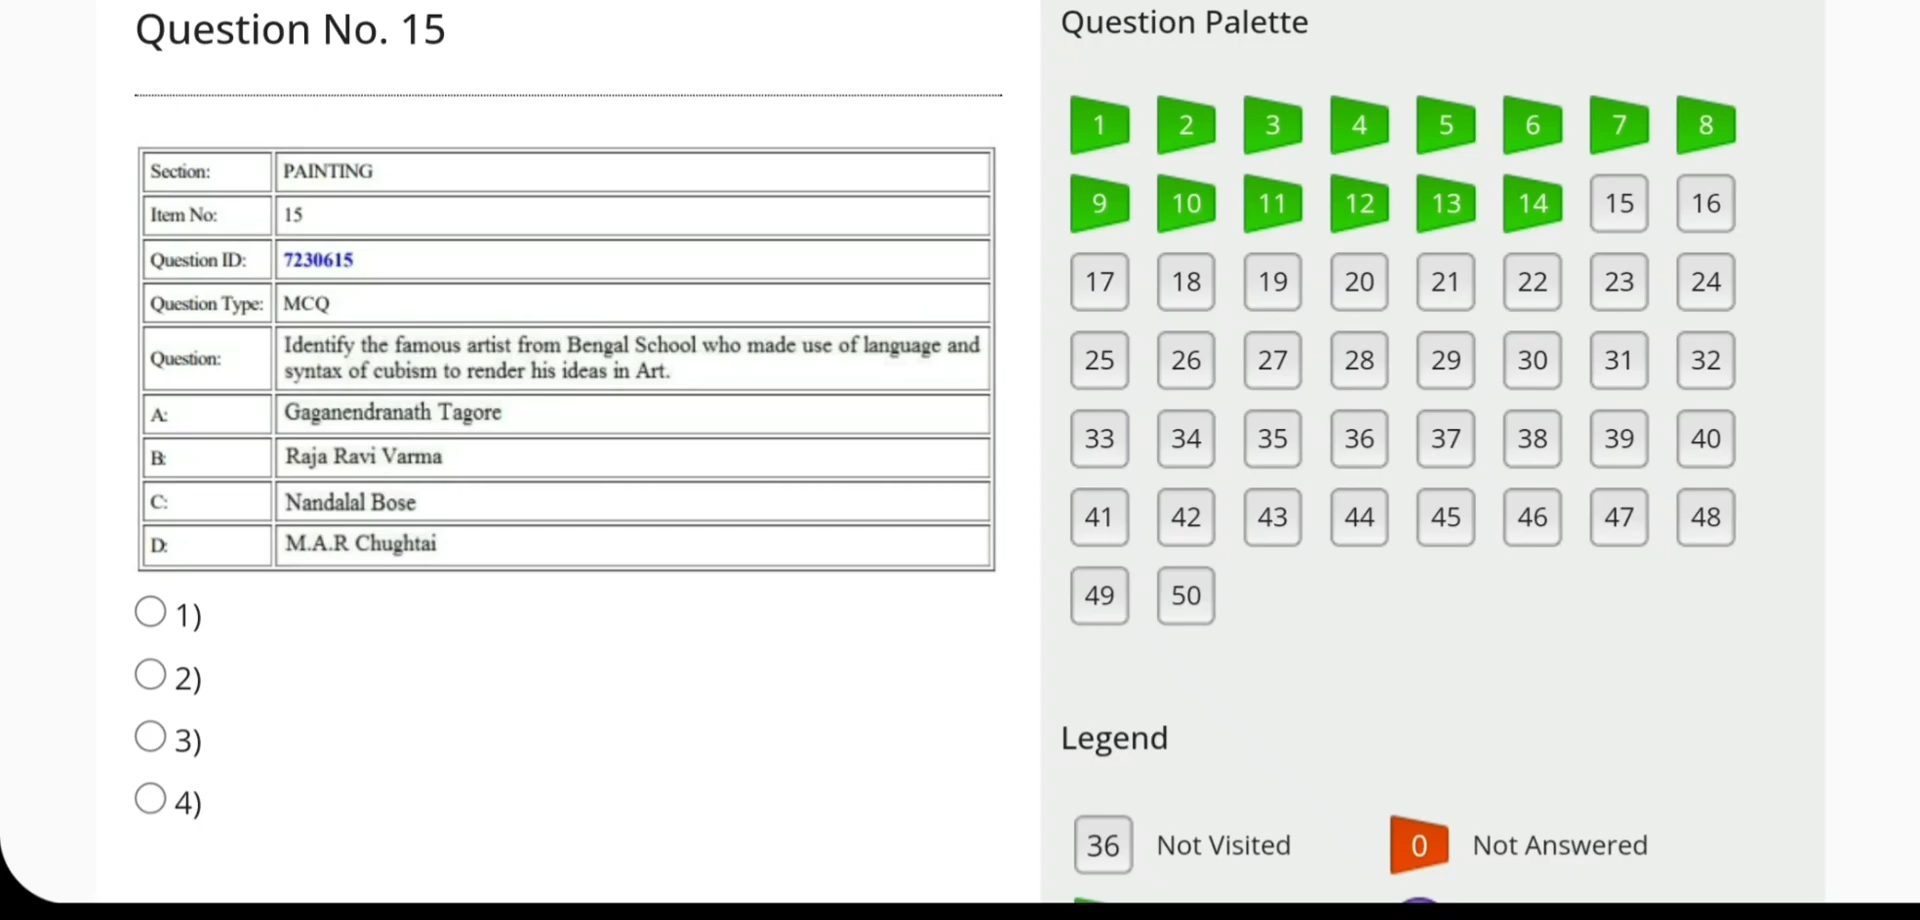 Question No. 15
Section: PAINTING
Item No: 15
Question ID: 7230615
Question Type: MCQ
Question: Identify the famous artist from Bengal School who made use of language and
syntax of cubism to render his ideas in Art.
A: Gaganendranath Tagore
B: Raja Ravi Varma
C: Nandalal Bose
D: M.A.R Chughtai
1)
2)
3)
4)
Question Palette
1 2 3 4 5 6 7 8
9 10 11 12 13 14 15 16
17 18 19 20 21 22 23 24
25 26 27 28 29 30 31 32
33 34 35 36 37 38 39 40
41 42 43 44 45 46 47 48
49 50
Legend
36 Not Visited 0 Not Answered